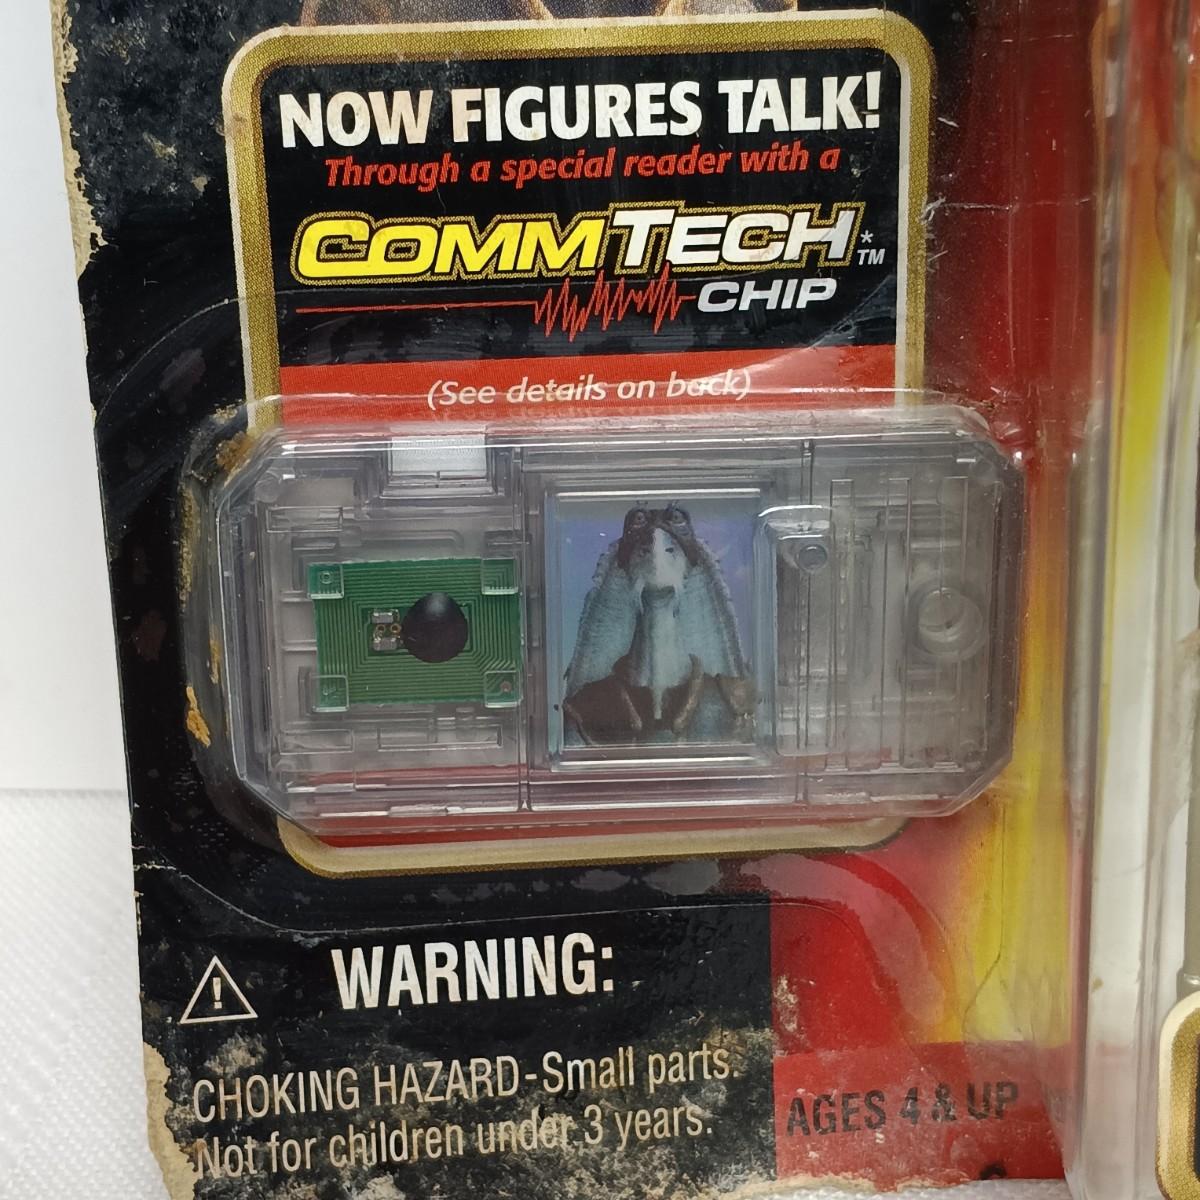 NOW FIGURES TALK!
Through a special reader with a
COMMTECH*™
CHIP
(See details on back)
WARNING:
CHOKING HAZARD-Small parts.
Not for children under 3 years.
AGES 4 & UP